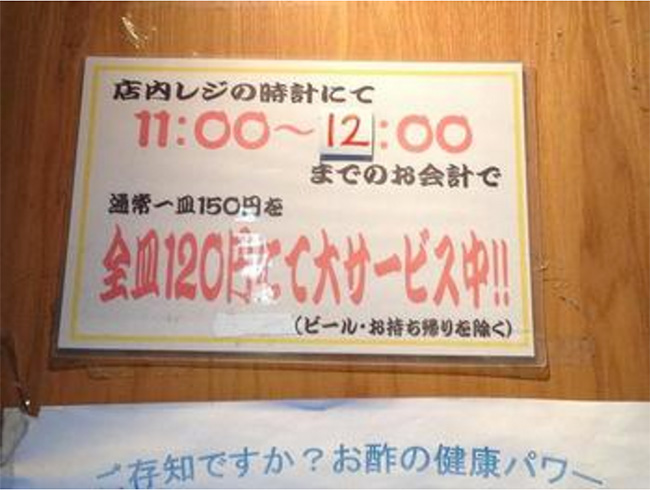 店内レジの時計にて
11:00～12:00
までのお会計で
通常一皿150円を
全皿120円にて大サービス中!!
(ビール・お持ち帰りを除く)
ご存知ですか？お酢の健康パワー